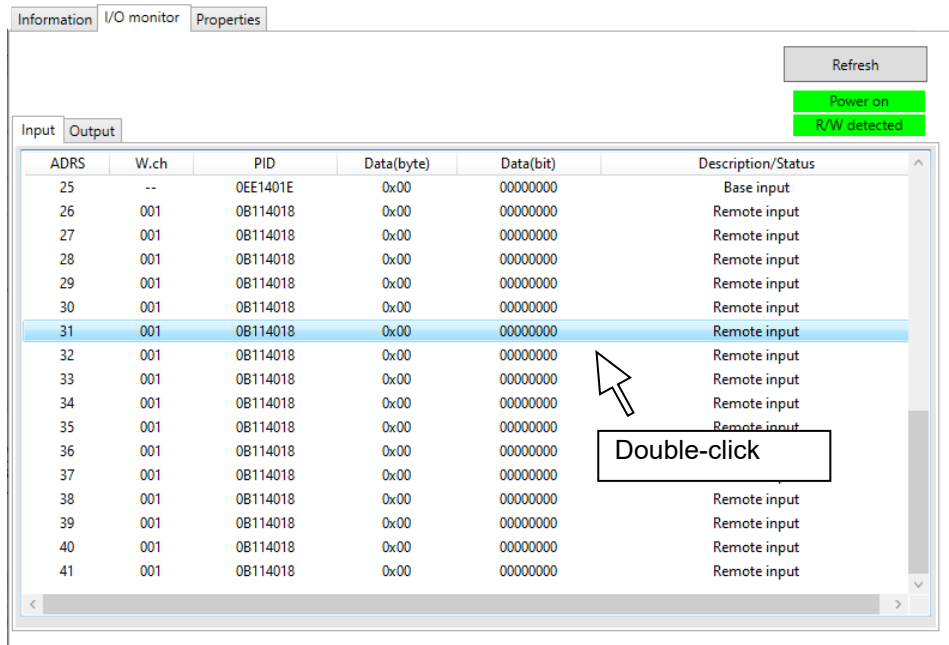 Information I/O monitor Properties
Refresh
Power on
Input Output R/W detected
ADRS W.ch PID Data(byte) Data(bit) Description/Status
25 -- 0EE1401E 0x00 00000000 Base input
26 001 0B114018 0x00 00000000 Remote input
27 001 0B114018 0x00 00000000 Remote input
28 001 0B114018 0x00 00000000 Remote input
29 001 0B114018 0x00 00000000 Remote input
30 001 0B114018 0x00 00000000 Remote input
31 001 0B114018 0x00 00000000 Remote input
32 001 0B114018 0x00 00000000 Remote input
33 001 0B114018 0x00 00000000 Remote input
34 001 0B114018 0x00 00000000 Remote input
35 001 0B114018 0x00 00000000 Remote input
36 001 0B114018 0x00 00000000 Double-click
37 001 0B114018 0x00 00000000
38 001 0B114018 0x00 00000000 Remote input
39 001 0B114018 0x00 00000000 Remote input
40 001 0B114018 0x00 00000000 Remote input
41 001 0B114018 0x00 00000000 Remote input